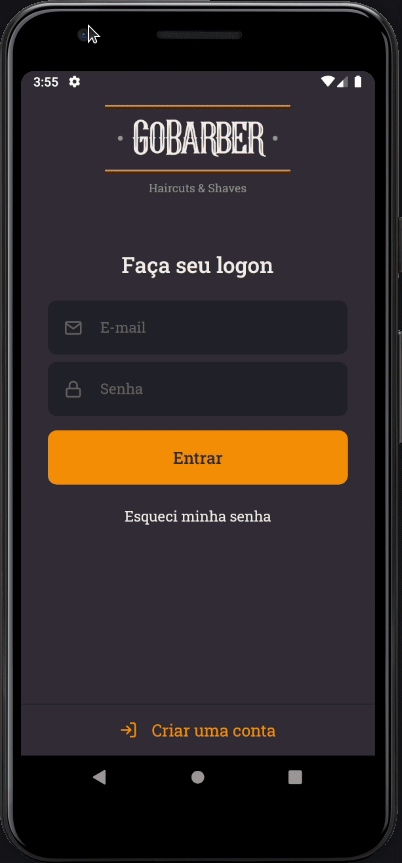 3:55
GOBARBER
Haircuts & Shaves
Faça seu logon
E-mail
Senha
Entrar
Esqueci minha senha
Criar uma conta